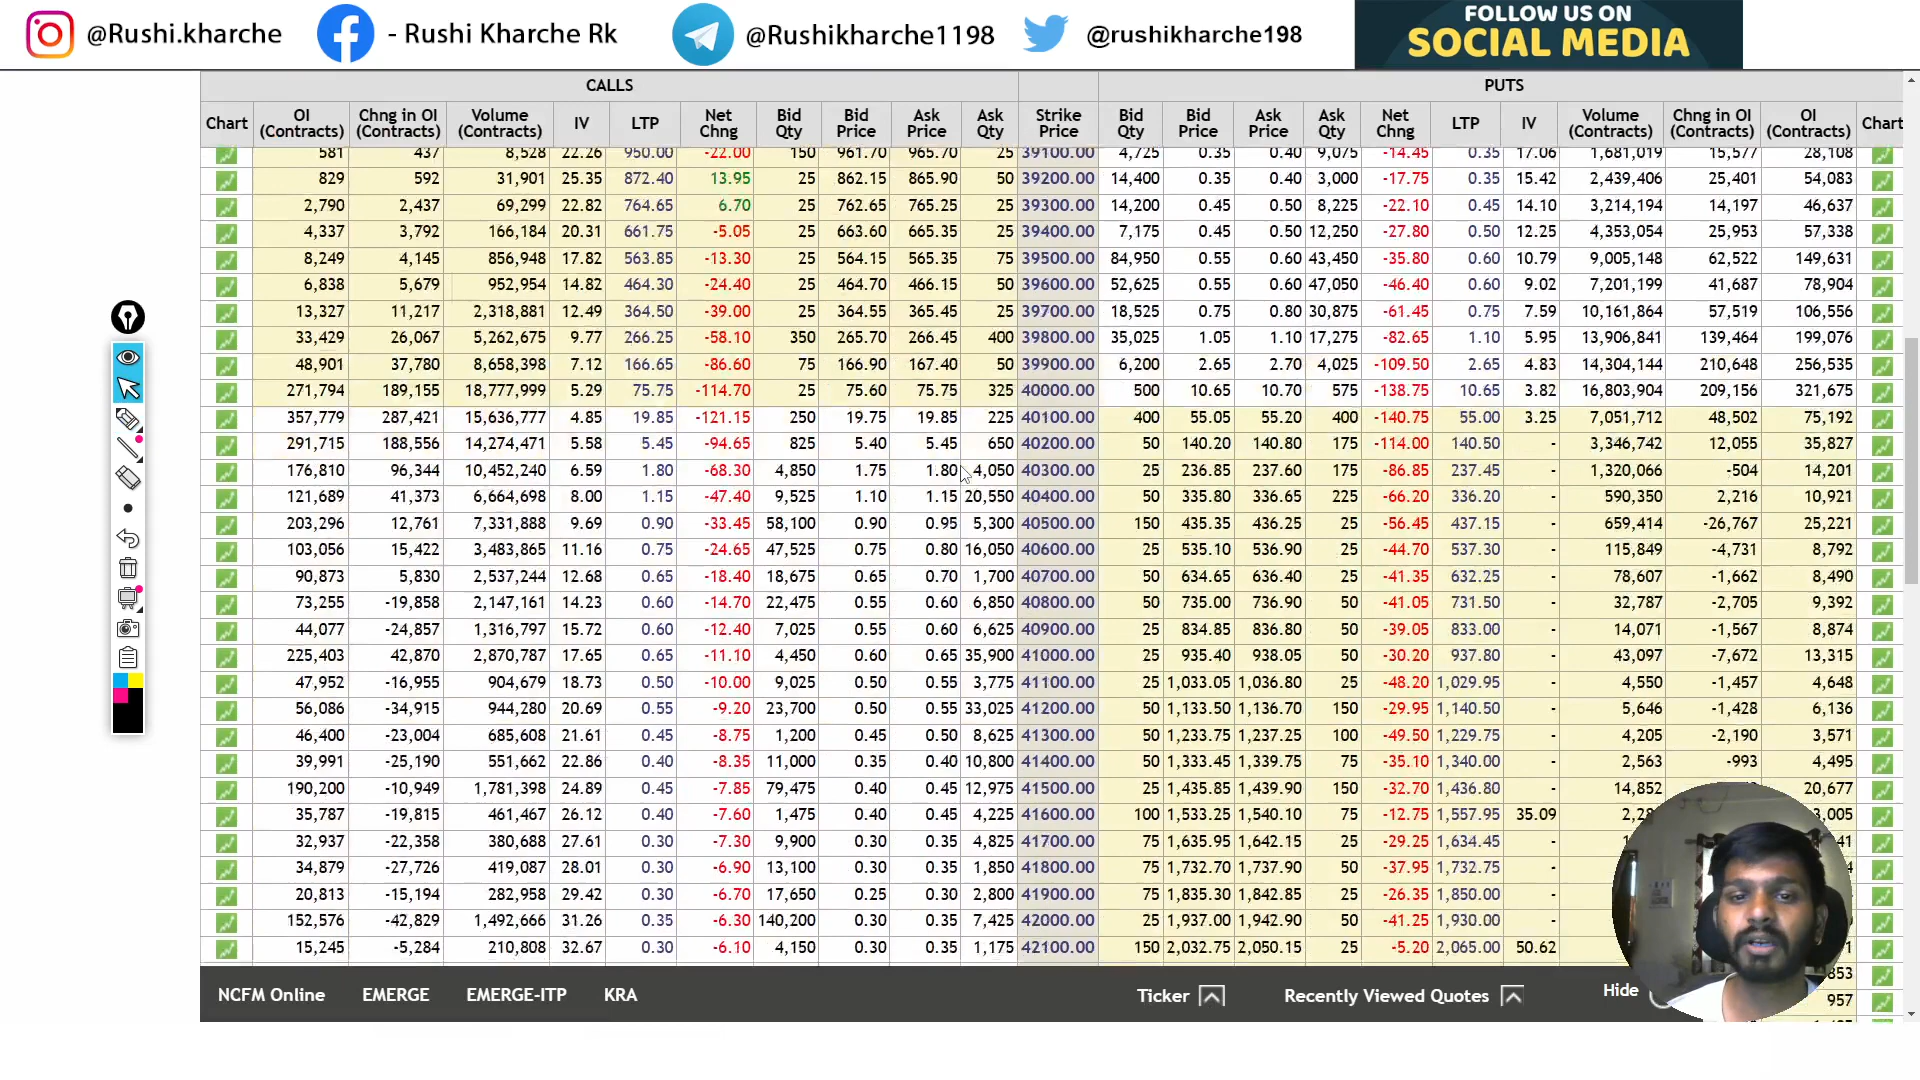 @Rushi.kharche - Rushi Kharche Rk @Rushikharche1198 @rushikharche198 FOLLOW US ON
SOCIAL MEDIA
CALLS PUTS
Chart OI (Contracts) Chng in OI (Contracts) Volume (Contracts) IV LTP Net Chng Bid Qty Bid Price Ask Price Ask Qty Strike Price Bid Qty Bid Price Ask Price Ask Qty Net Chng LTP IV Volume (Contracts) Chng in OI (Contracts) OI (Contracts) Chart
581 437 8,528 22.26 950.00 -22.00 150 961.70 965.70 25 39100.00 4,725 0.35 0.40 9,075 -14.45 0.35 17.06 1,681,019 15,577 28,108
829 592 31,901 25.35 872.40 13.95 25 862.15 865.90 50 39200.00 14,400 0.35 0.40 3,000 -17.75 0.35 15.42 2,439,406 25,401 54,083
2,790 2,437 69,299 22.82 764.65 6.70 25 762.65 765.25 25 39300.00 14,200 0.45 0.50 8,225 -22.10 0.45 14.10 3,214,194 14,197 46,637
4,337 3,792 166,184 20.31 661.75 -5.05 25 663.60 665.35 25 39400.00 7,175 0.45 0.50 12,250 -27.80 0.50 12.25 4,353,054 25,953 57,338
8,249 4,145 856,948 17.82 563.85 -13.30 25 564.15 565.35 75 39500.00 84,950 0.55 0.60 43,450 -35.80 0.60 10.79 9,005,148 62,522 149,631
6,838 5,679 952,954 14.82 464.30 -24.40 25 464.70 466.15 50 39600.00 52,625 0.55 0.60 47,050 -46.40 0.60 9.02 7,201,199 41,687 78,904
13,327 11,217 2,318,881 12.49 364.50 -39.00 25 364.55 365.45 25 39700.00 18,525 0.75 0.80 30,875 -61.45 0.75 7.59 10,161,864 57,519 106,556
33,429 26,067 5,262,675 9.77 266.25 -58.10 350 265.70 266.45 400 39800.00 35,025 1.05 1.10 17,275 -82.65 1.10 5.95 13,906,841 139,464 199,076
48,901 37,780 8,658,398 7.12 166.65 -86.60 75 166.90 167.40 50 39900.00 6,200 2.65 2.70 4,025 -109.50 2.65 4.83 14,304,144 210,648 256,535
271,794 189,155 18,777,999 5.29 75.75 -114.70 25 75.60 75.75 325 40000.00 500 10.65 10.70 575 -138.75 10.65 3.82 16,803,904 209,156 321,675
357,779 287,421 15,636,777 4.85 19.85 -121.15 250 19.75 19.85 225 40100.00 400 55.05 55.20 400 -140.75 55.00 3.25 7,051,712 48,502 75,192
291,715 188,556 14,274,471 5.58 5.45 -94.65 825 5.40 5.45 650 40200.00 50 140.20 140.80 175 -114.00 140.50 - 3,346,742 12,055 35,827
176,810 96,344 10,452,240 6.59 1.80 -68.30 4,850 1.75 1.80 4,050 40300.00 25 236.85 237.60 175 -86.85 237.45 - 1,320,066 -504 14,201
121,689 41,373 6,664,698 8.00 1.15 -47.40 9,525 1.10 1.15 20,550 40400.00 50 335.80 336.65 225 -66.20 336.20 - 590,350 2,216 10,921
203,296 12,761 7,331,888 9.69 0.90 -33.45 58,100 0.90 0.95 5,300 40500.00 150 435.35 436.25 25 -56.45 437.15 - 659,414 -26,767 25,221
103,056 15,422 3,483,865 11.16 0.75 -24.65 47,525 0.75 0.80 16,050 40600.00 25 535.10 536.90 25 -44.70 537.30 - 115,849 -4,731 8,792
90,873 5,830 2,537,244 12.68 0.65 -18.40 18,675 0.65 0.70 1,700 40700.00 50 634.65 636.40 25 -41.35 632.25 - 78,607 -1,662 8,490
73,255 -19,858 2,147,161 14.23 0.60 -14.70 22,475 0.55 0.60 6,850 40800.00 50 735.00 736.90 50 -41.05 731.50 - 32,787 -2,705 9,392
44,077 -24,857 1,316,797 15.72 0.60 -12.40 7,025 0.55 0.60 6,625 40900.00 25 834.85 836.80 50 -39.05 833.00 - 14,071 -1,567 8,874
225,403 42,870 2,870,787 17.65 0.65 -11.10 4,450 0.60 0.65 35,900 41000.00 25 935.40 938.05 50 -30.20 937.80 - 43,097 -7,672 13,315
47,952 -16,955 904,679 18.73 0.50 -10.00 9,025 0.50 0.55 3,775 41100.00 25 1,033.05 1,036.80 25 -48.20 1,029.95 - 4,550 -1,457 4,648
56,086 -34,915 944,280 20.69 0.55 -9.20 23,700 0.50 0.55 33,025 41200.00 50 1,133.50 1,136.70 150 -29.95 1,140.50 - 5,646 -1,428 6,136
46,400 -23,004 685,608 21.61 0.45 -8.75 1,200 0.45 0.50 8,625 41300.00 50 1,233.75 1,237.25 100 -49.50 1,229.75 - 4,205 -2,190 3,571
39,991 -25,190 551,662 22.86 0.40 -8.35 11,000 0.35 0.40 10,800 41400.00 50 1,333.45 1,339.75 75 -35.10 1,340.00 - 2,563 -993 4,495
190,200 -10,949 1,781,398 24.89 0.45 -7.85 79,475 0.40 0.45 12,975 41500.00 25 1,435.85 1,439.90 150 -32.70 1,436.80 - 14,852 20,677
35,787 -19,815 461,467 26.12 0.40 -7.60 1,475 0.40 0.45 4,225 41600.00 100 1,533.25 1,540.10 75 -12.75 1,557.95 35.09
32,937 -22,358 380,688 27.61 0.30 -7.30 9,900 0.30 0.35 4,825 41700.00 75 1,635.95 1,642.15 75 -29.25 1,634.45 -
34,879 -27,726 419,087 28.01 0.30 -6.90 13,100 0.30 0.35 1,850 41800.00 75 1,732.70 1,737.90 50 -37.95 1,732.75 -
20,813 -15,194 282,958 29.42 0.30 -6.70 17,650 0.25 0.30 2,800 41900.00 75 1,835.30 1,842.85 25 -26.35 1,850.00 -
152,576 -42,829 1,492,666 31.26 0.35 -6.30 140,200 0.30 0.35 7,425 42000.00 25 1,937.00 1,942.90 50 -41.25 1,930.00 -
15,245 -5,284 210,808 32.67 0.30 -6.10 4,150 0.30 0.35 1,175 42100.00 150 2,032.75 2,050.15 25 -5.20 2,065.00 50.62
NCFM Online EMERGE EMERGE-ITP KRA Ticker Recently Viewed Quotes Hide
957